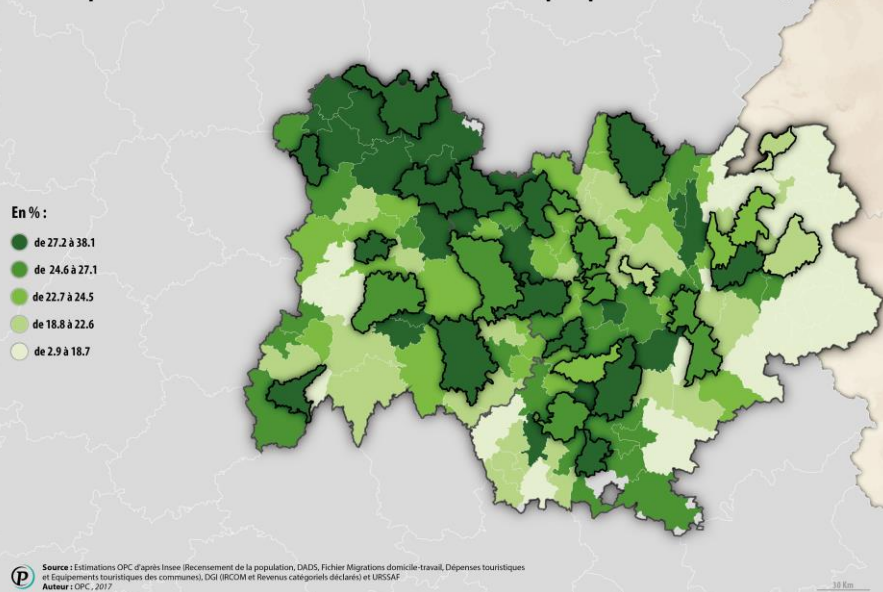 En % :
de 27.2 à 38.1
de 24.6 à 27.1
de 22.7 à 24.5
de 18.8 à 22.6
de 2.9 à 18.7
P
Source : Estimations OPC d'après Insee (Recensement de la population, DADS, Fichier Migrations domicile-travail, Dépenses touristiques
et Equipements touristiques des communes), DGI (IRCOM et Revenus catégoriels déclarés) et URSSAF
Auteur : OPC , 2017
30 Km